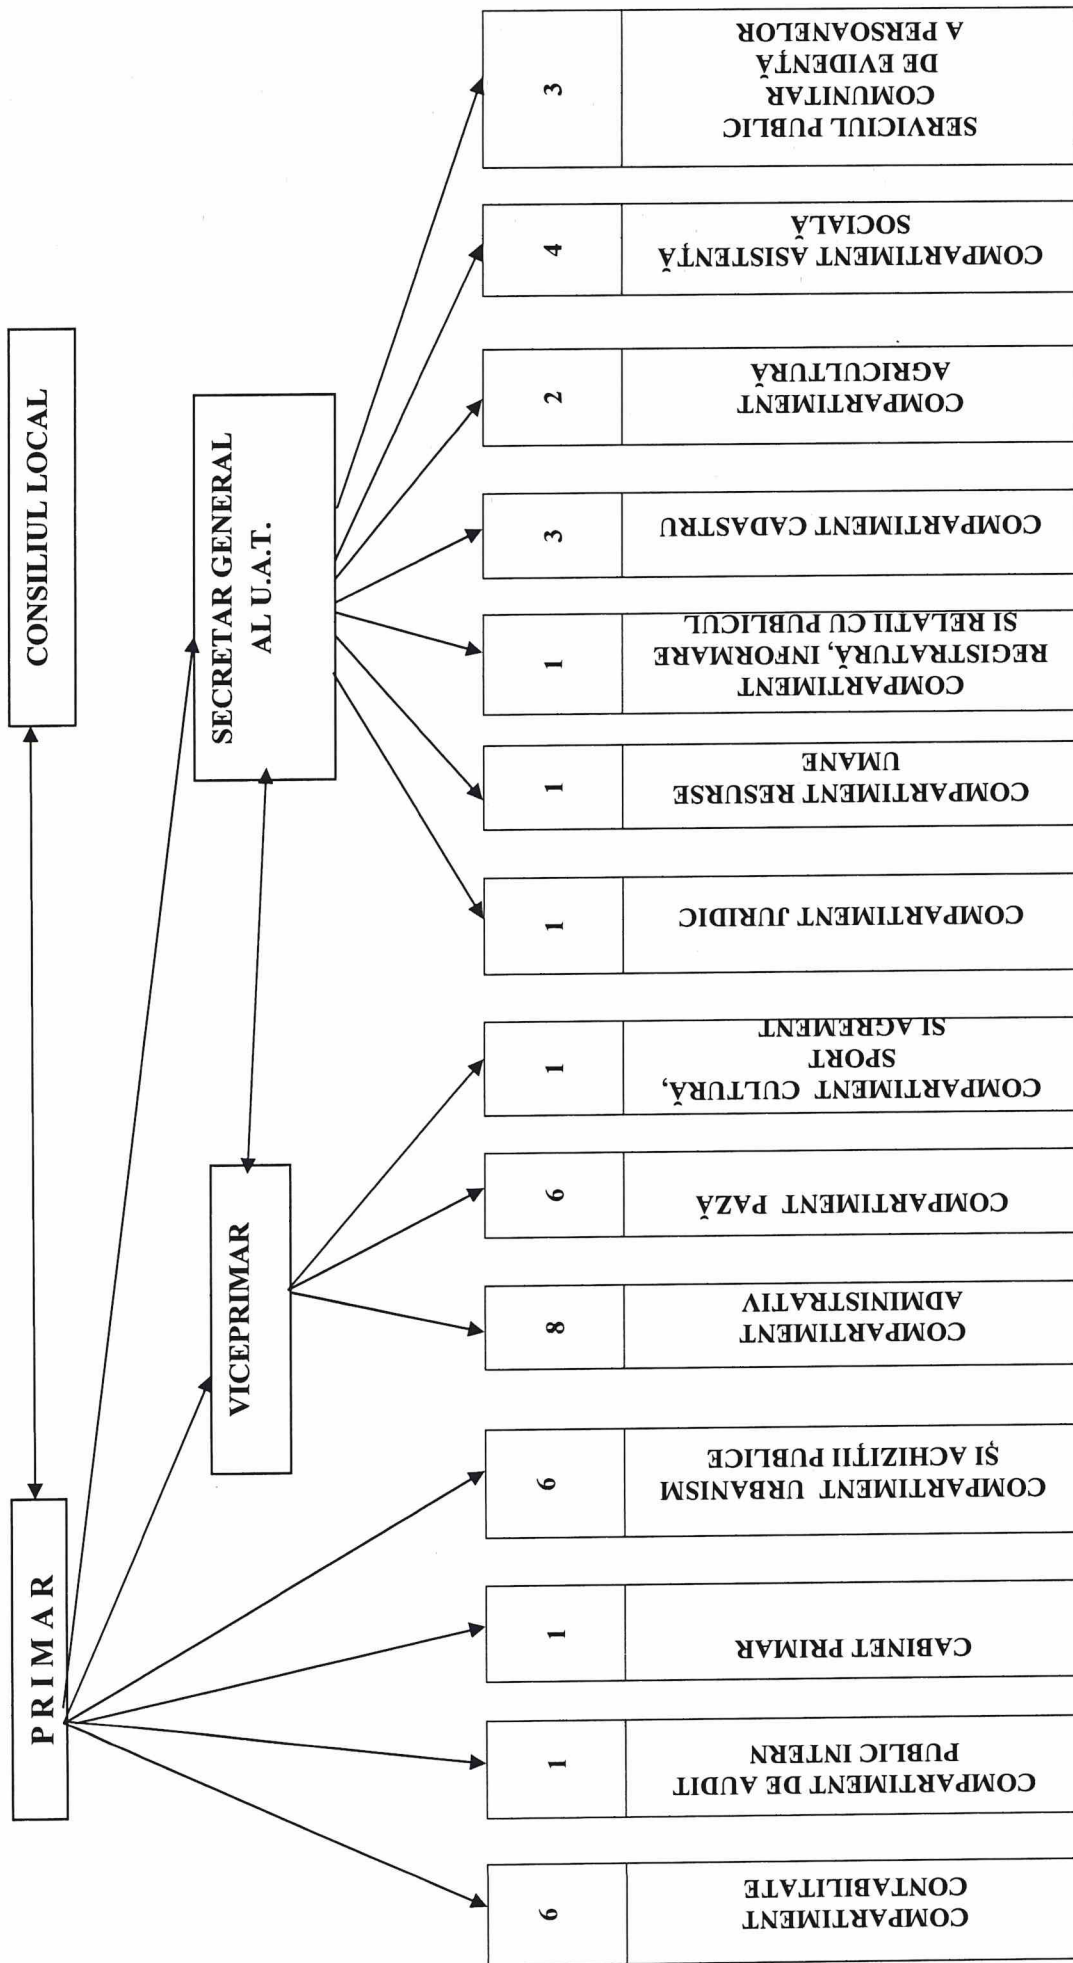 PRIMAR
CONSILIUL LOCAL
VICEPRIMAR
SECRETAR GENERAL
AL U.A.T.
6
COMPARTIMENT
CONTABILITATE
1
COMPARTIMENT DE AUDIT
PUBLIC INTERN
1
CABINET PRIMAR
6
COMPARTIMENT URBANISM
ȘI ACHIZIȚII PUBLICE
8
COMPARTIMENT
ADMINISTRATIV
6
COMPARTIMENT PAZĂ
1
COMPARTIMENT CULTURĂ,
SPORT
SI AGREMENT
1
COMPARTIMENT JURIDIC
1
COMPARTIMENT RESURSE
UMANE
1
COMPARTIMENT
REGISTRATURĂ, INFORMARE
ȘI RELAȚII CU PUBLICUL
3
COMPARTIMENT CADASTRU
2
COMPARTIMENT
AGRICULTURĂ
4
COMPARTIMENT ASISTENȚĂ
SOCIALĂ
3
SERVICIUL PUBLIC
COMUNITAR
DE EVIDENȚĂ
A PERSOANELOR